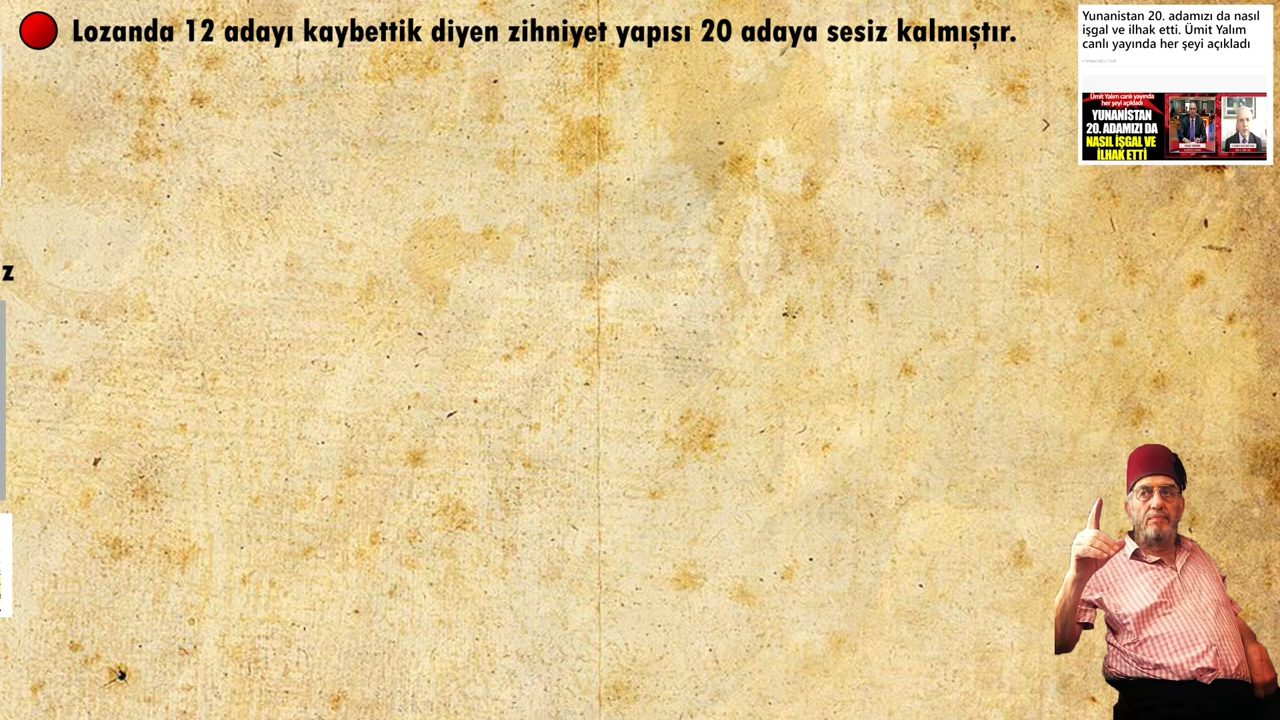 Lozanda 12 adayı kaybettik diyen zihniyet yapısı 20 adaya sesiz kalmıştır.
Yunanistan 20. adamızı da nasıl
işgal ve ilhak etti. Ümit Yalım
canlı yayında her şeyi açıkladı
Ümit Yalım canlı yayında
her şeyi açıkladı
YUNANİSTAN
20. ADAMIZI DA
NASIL İŞGAL VE
İLHAK ETTİ
z